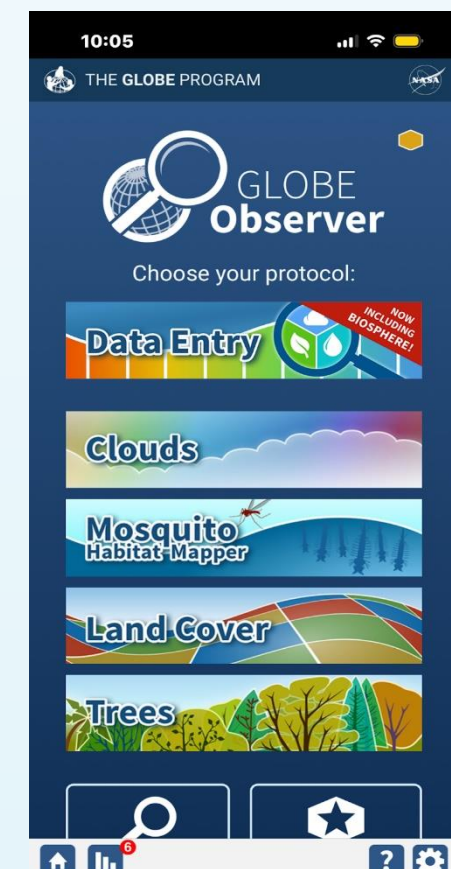 10:05
THE GLOBE PROGRAM
NASA
GLOBE
Observer
Choose your protocol:
Data Entry
NOW
INCLUDING
BIOSPHERE!
Clouds
Mosquito
Habitat Mapper
Land Cover
Trees
6
?